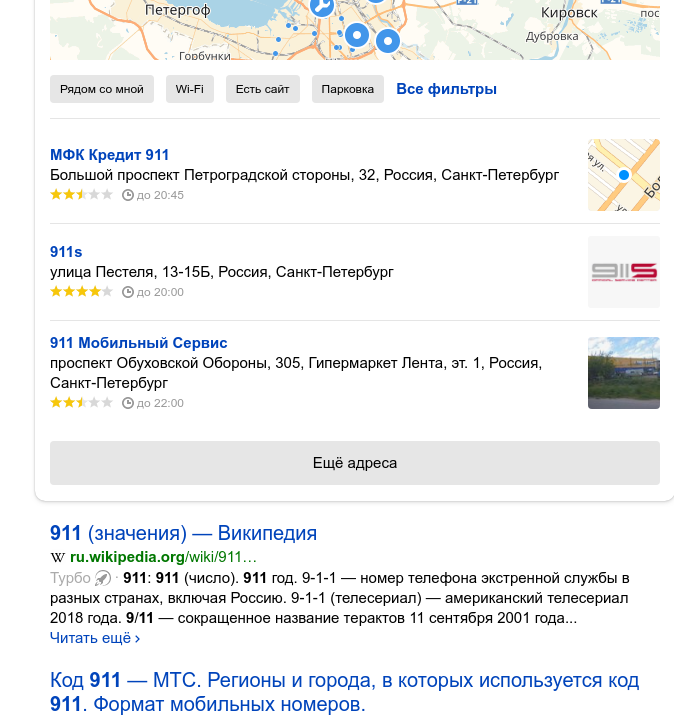 Петергоф
Кировск
пос
Дубровка
Горбунки
Рядом со мной
Wi-Fi
Есть сайт
Парковка
Все фильтры
МФК Кредит 911
Большой проспект Петроградской стороны, 32, Россия, Санкт-Петербург
до 20:45
911s
улица Пестеля, 13-15Б, Россия, Санкт-Петербург
до 20:00
911S
911 Мобильный Сервис
проспект Обуховской Обороны, 305, Гипермаркет Лента, эт. 1, Россия,
Санкт-Петербург
до 22:00
Ещё адреса
911 (значения) — Википедия
W ru.wikipedia.org/wiki/911…
Турбо · 911: 911 (число). 911 год. 9-1-1 — номер телефона экстренной службы в
разных странах, включая Россию. 9-1-1 (телесериал) — американский телесериал
2018 года. 9/11 — сокращенное название терактов 11 сентября 2001 года...
Читать ещё ›
Код 911 — МТС. Регионы и города, в которых используется код
911. Формат мобильных номеров.